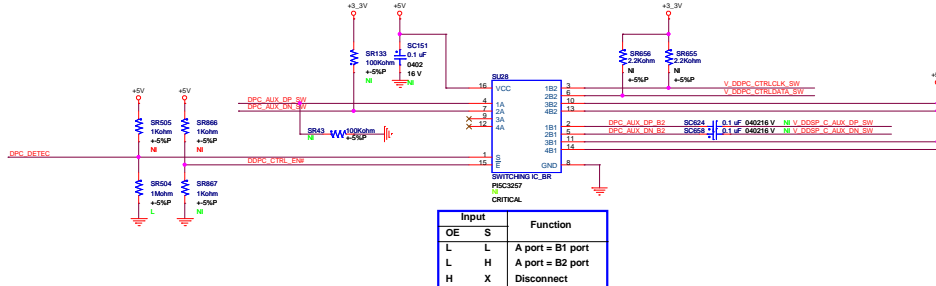 +3_3V
+5V
+3_3V
SR133
100Kohm
+-5%P
NI
SC151
0.1 uF
0402
16 V
NI
SR656
2.2Kohm
NI
+-5%P
SR655
2.2Kohm
NI
+-5%P
SU28
16 VCC
4 1A
7 2A
9 3A
12 4A
1 S
15 E
1B2 3
2B2 6
3B2 10
4B2 13
1B1 2
2B1 5
3B1 11
4B1 14
GND 8
SWITCHING IC_BR
PI5C3257
NI
CRITICAL
V_DDPC_CTRLCLK_SW
V_DDPC_CTRLDATA_SW
DPC_AUX_DP_SW
DPC_AUX_DN_SW
SR43
100Kohm
NI
+-5%P
DPC_AUX_DP_B2
SC624 0.1 uF 040216 V NI V_DDSP_C_AUX_DP_SW
DPC_AUX_DN_B2
SC658 0.1 uF 040216 V NI V_DDSP_C_AUX_DN_SW
+5V
+5V
SR505
1Kohm
+-5%P
NI
SR866
1Kohm
+-5%P
NI
DPC_DETEC
DDPC_CTRL_EN#
SR504
1Mohm
+-5%P
L
SR867
1Kohm
+-5%P
NI
Input Function
OE S
L L A port = B1 port
L H A port = B2 port
H X Disconnect